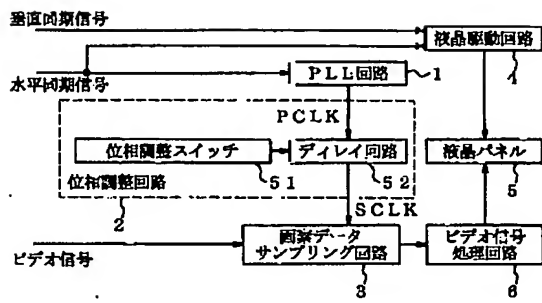 垂直同期信号
液晶駆動回路
4
水平同期信号
PLL回路
1
PCLK
位相調整スイッチ
ディレイ回路
液晶パネル
51
52
5
位相調整回路
2
SCLK
ビデオ信号
画像データ
サンプリング回路
3
ビデオ信号
処理回路
6